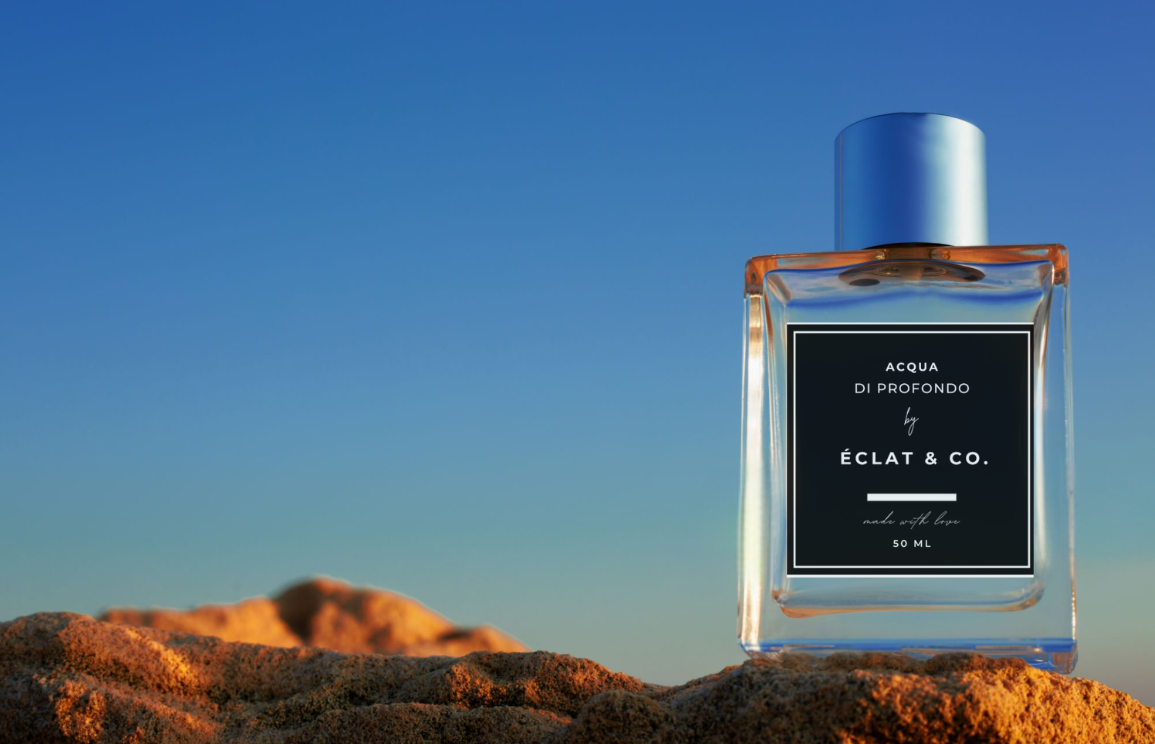 ACQUA
DI PROFONDO
by
ÉCLAT & CO.
made with love
50 ML